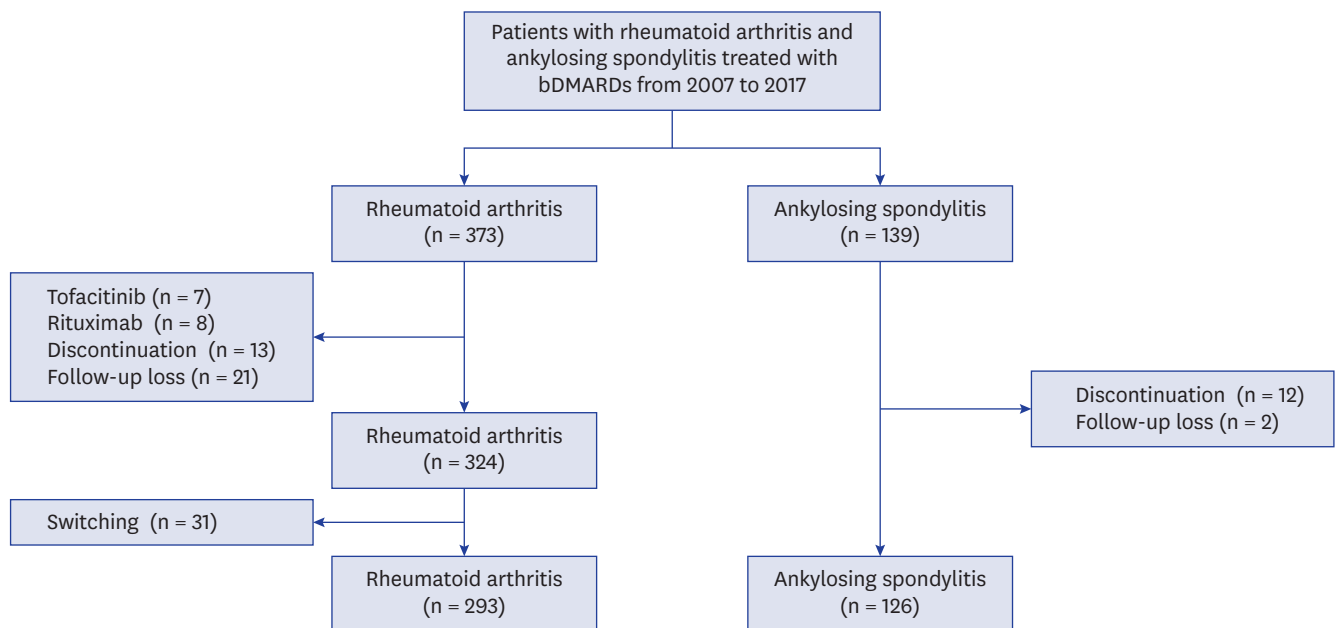 Patients with rheumatoid arthritis and
ankylosing spondylitis treated with
bDMARDs from 2007 to 2017
Rheumatoid arthritis
(n = 373)
Ankylosing spondylitis
(n = 139)
Tofacitinib (n = 7)
Rituximab (n = 8)
Discontinuation (n = 13)
Follow-up loss (n = 21)
Discontinuation (n = 12)
Follow-up loss (n = 2)
Rheumatoid arthritis
(n = 324)
Switching (n = 31)
Rheumatoid arthritis
(n = 293)
Ankylosing spondylitis
(n = 126)